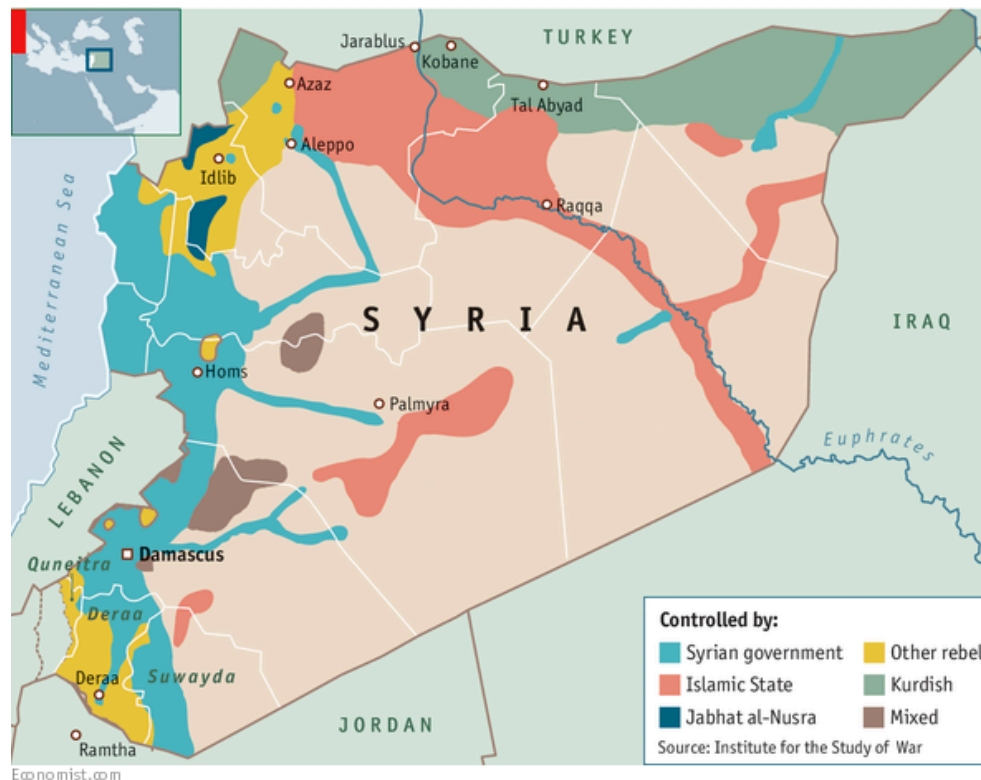 TURKEY
Jarablus
Kobane
Tal Abyad
Azaz
Aleppo
Idlib
Raqqa
Mediterranean Sea
SYRIA
IRAQ
Homs
Palmyra
Euphrates
LEBANON
Damascus
Quneitra
Deraa
Suwayda
Deraa
Ramtha
JORDAN
Controlled by:
Syrian government
Other rebel
Islamic State
Kurdish
Jabhat al-Nusra
Mixed
Source: Institute for the Study of War
Economist.com